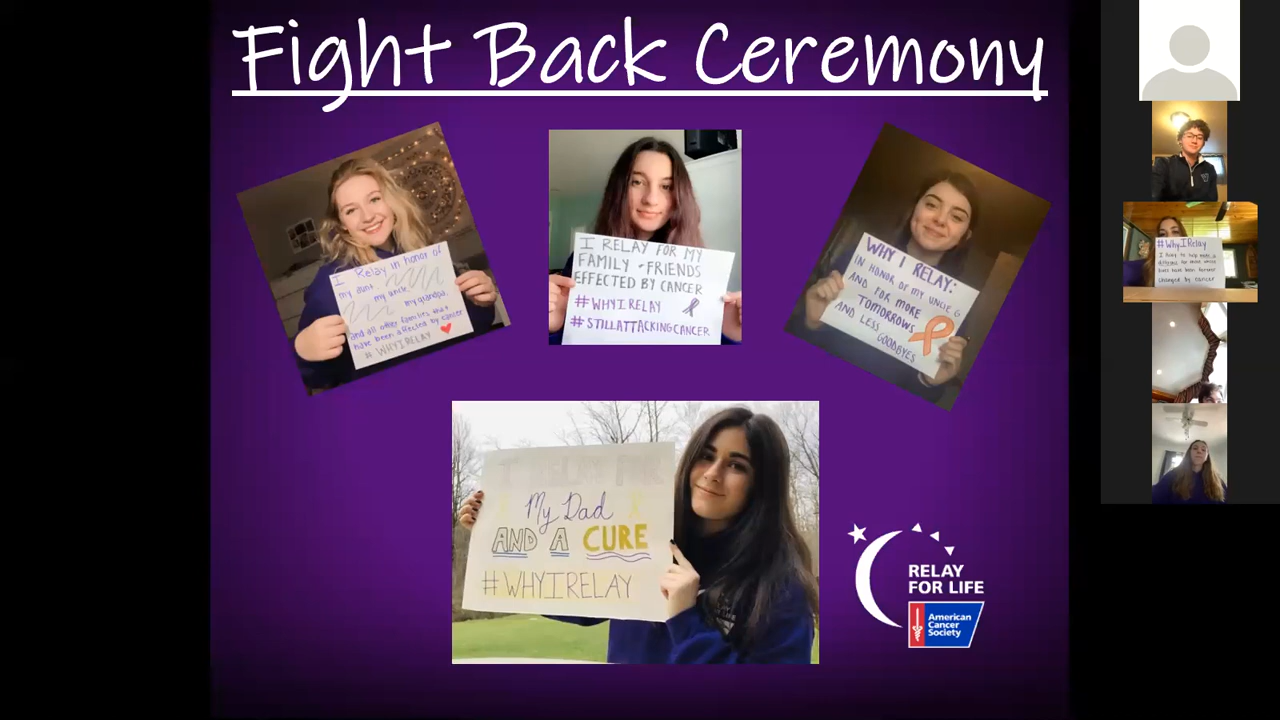 Fight Back Ceremony
I Relay in honor of
my aunt,
my uncle,
my grandpa,
and all other families that
have been affected by cancer
# WHYIRELAY
I RELAY FOR MY
FAMILY + FRIENDS
EFFECTED BY CANCER
#WHYIRELAY
#STILLATTACKINGCANCER
WHY I RELAY:
IN HONOR OF MY UNCLE G
AND FOR MORE
TOMORROWS
AND LESS
GOODBYES
#WhyIRelay
I RELAY FOR
My Dad
AND A CURE
#WHYIRELAY
RELAY
FOR LIFE
American
Cancer
Society
changed by cancer